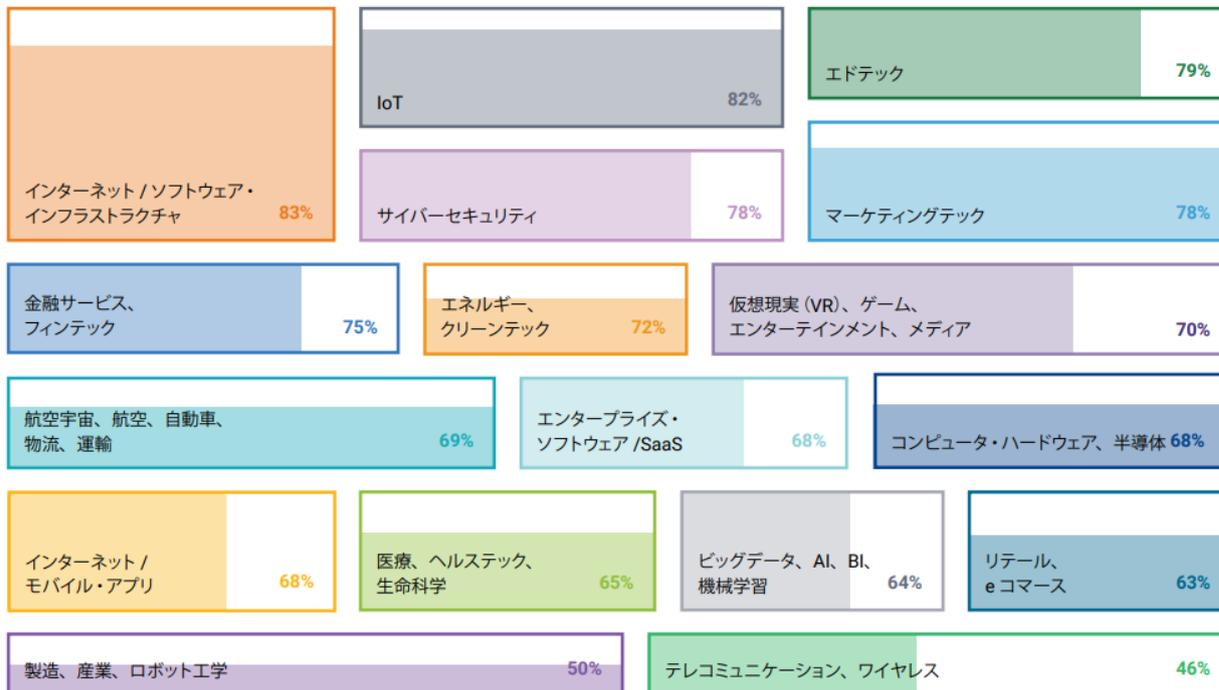 インターネット / ソフトウェア・
インフラストラクチャ 83%
IoT 82%
エドテック 79%
サイバーセキュリティ 78%
マーケティングテック 78%
金融サービス、
フィンテック 75%
エネルギー、
クリーンテック 72%
仮想現実 (VR)、ゲーム、
エンターテインメント、メディア 70%
航空宇宙、航空、自動車、
物流、運輸 69%
エンタープライズ・
ソフトウェア /SaaS 68%
コンピュータ・ハードウェア、半導体 68%
インターネット /
モバイル・アプリ 68%
医療、ヘルステック、
生命科学 65%
ビッグデータ、AI、BI、
機械学習 64%
リテール、
e コマース 63%
製造、産業、ロボット工学 50%
テレコミュニケーション、ワイヤレス 46%